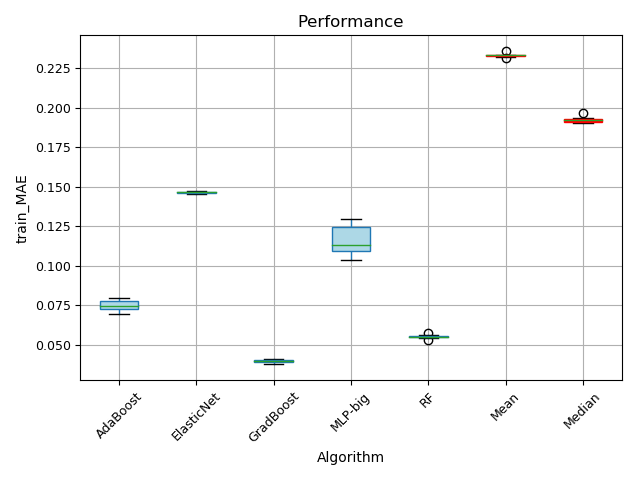 Performance
train_MAE
0.225
0.200
0.175
0.150
0.125
0.100
0.075
0.050
AdaBoost
ElasticNet
GradBoost
MLP-big
RF
Mean
Median
Algorithm